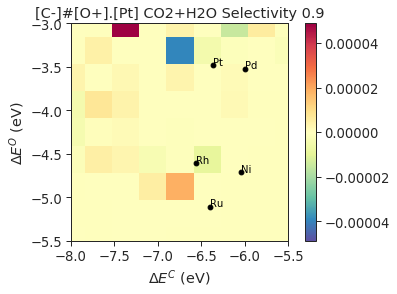 [C-]#[O+].[Pt] CO2+H2O Selectivity 0.9
−3.0
−3.5
−4.0
−4.5
−5.0
−5.5
ΔE^O (eV)
Pt
Pd
Rh
Ni
Ru
−8.0 −7.5 −7.0 −6.5 −6.0 −5.5
ΔE^C (eV)
0.00004
0.00002
0.00000
−0.00002
−0.00004